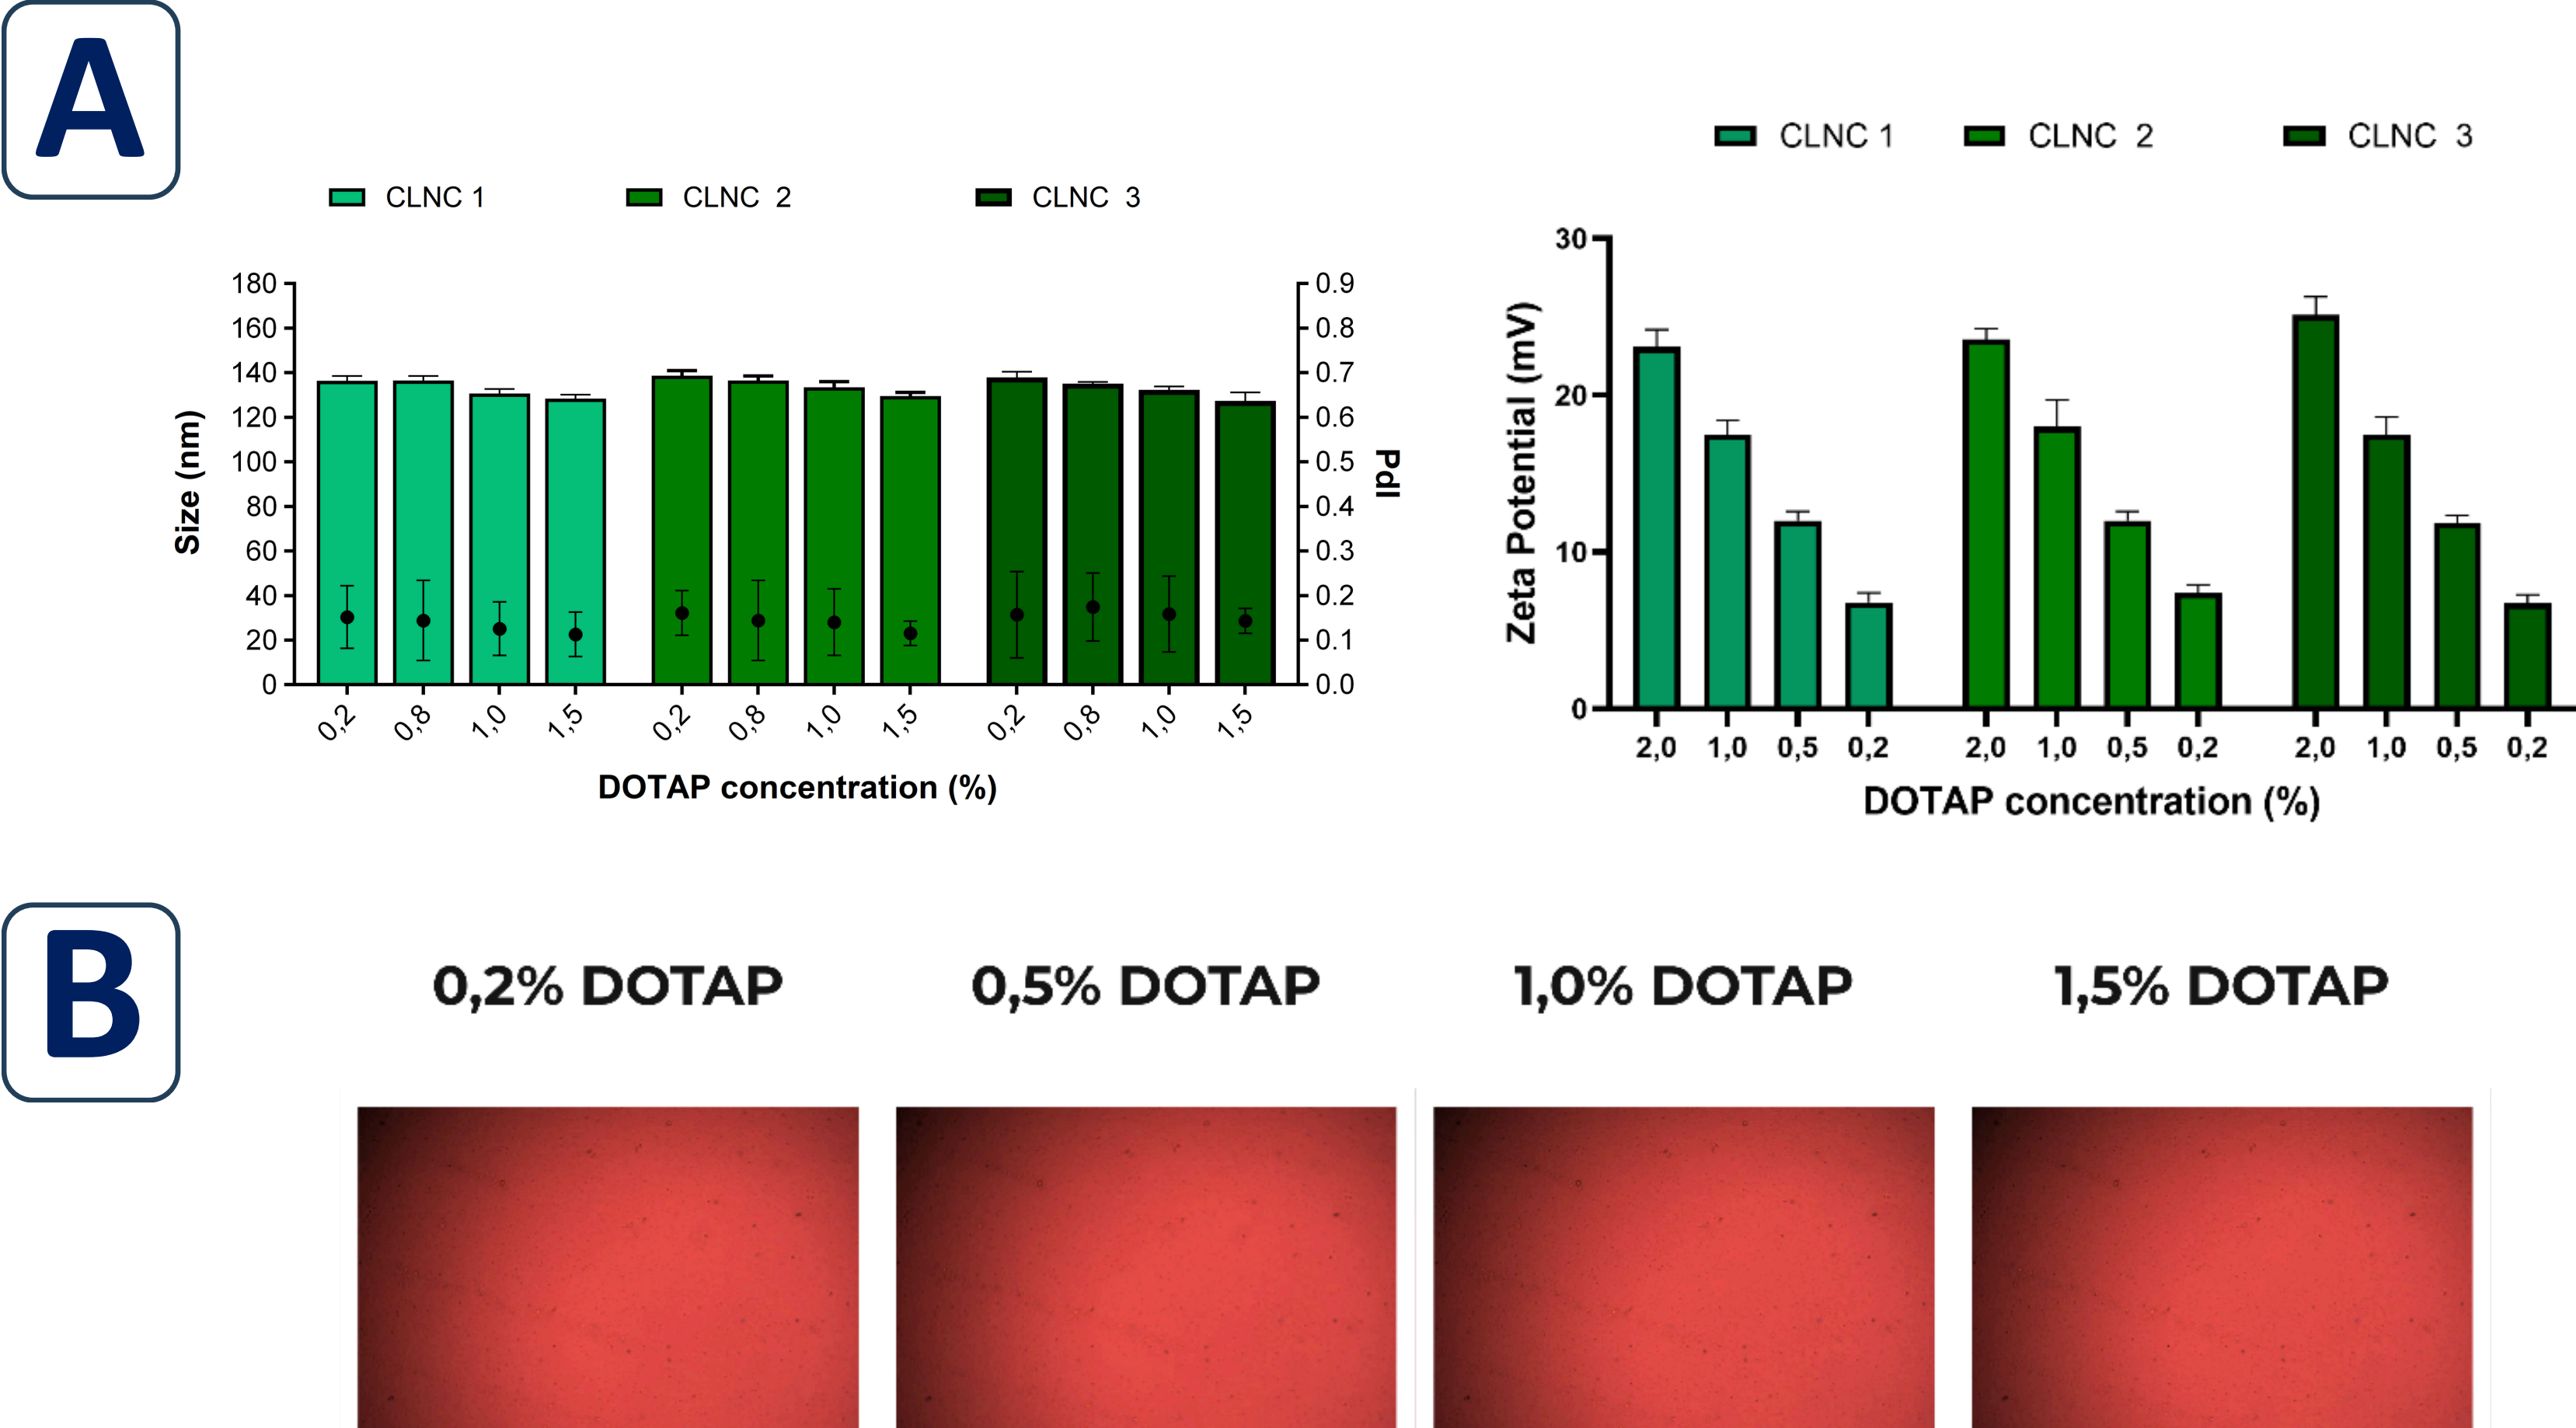 A
CLNC 1 CLNC 2 CLNC 3
180
160
140
120
100
80
60
40
20
0
Size (nm)
0.9
0.8
0.7
0.6
0.5
0.4
0.3
0.2
0.1
0.0
PdI
0,2 0,8 1,0 1,5 0,2 0,8 1,0 1,5 0,2 0,8 1,0 1,5
DOTAP concentration (%)
CLNC 1 CLNC 2 CLNC 3
30
20
10
0
Zeta Potential (mV)
2,0 1,0 0,5 0,2 2,0 1,0 0,5 0,2 2,0 1,0 0,5 0,2
DOTAP concentration (%)
B
0,2% DOTAP 0,5% DOTAP 1,0% DOTAP 1,5% DOTAP